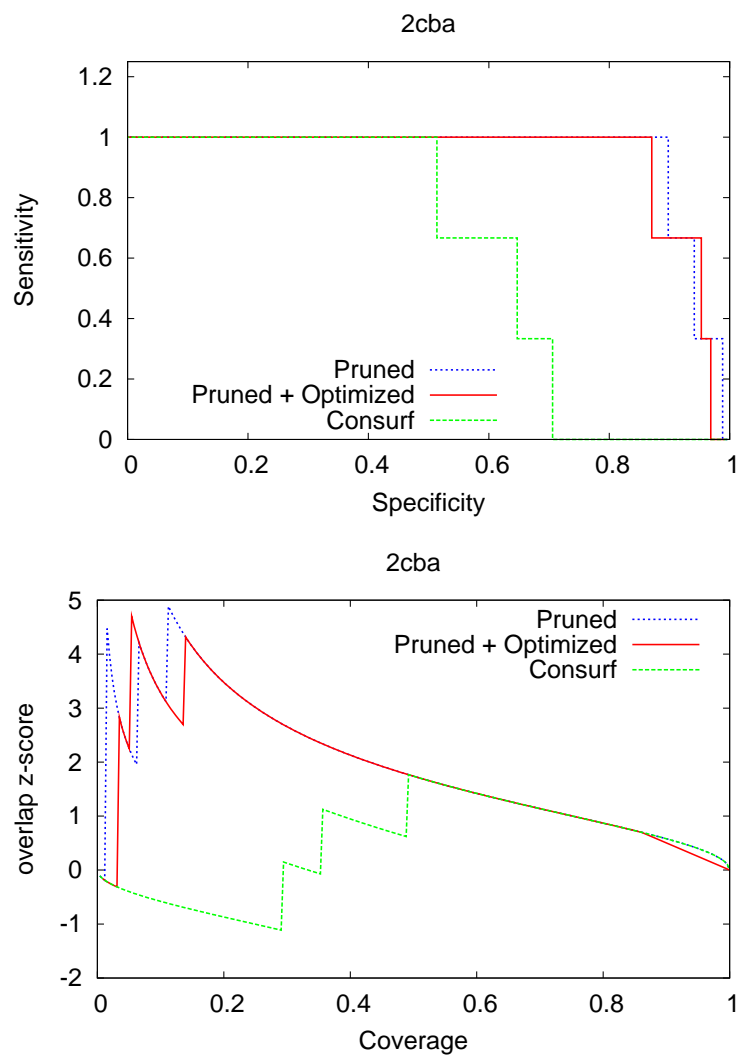 2cba
1.2
1
0.8
0.6
0.4
0.2
0
Sensitivity
Pruned
Pruned + Optimized
Consurf
0 0.2 0.4 0.6 0.8 1
Specificity
2cba
5
4
3
2
1
0
-1
-2
overlap z-score
Pruned
Pruned + Optimized
Consurf
0 0.2 0.4 0.6 0.8 1
Coverage